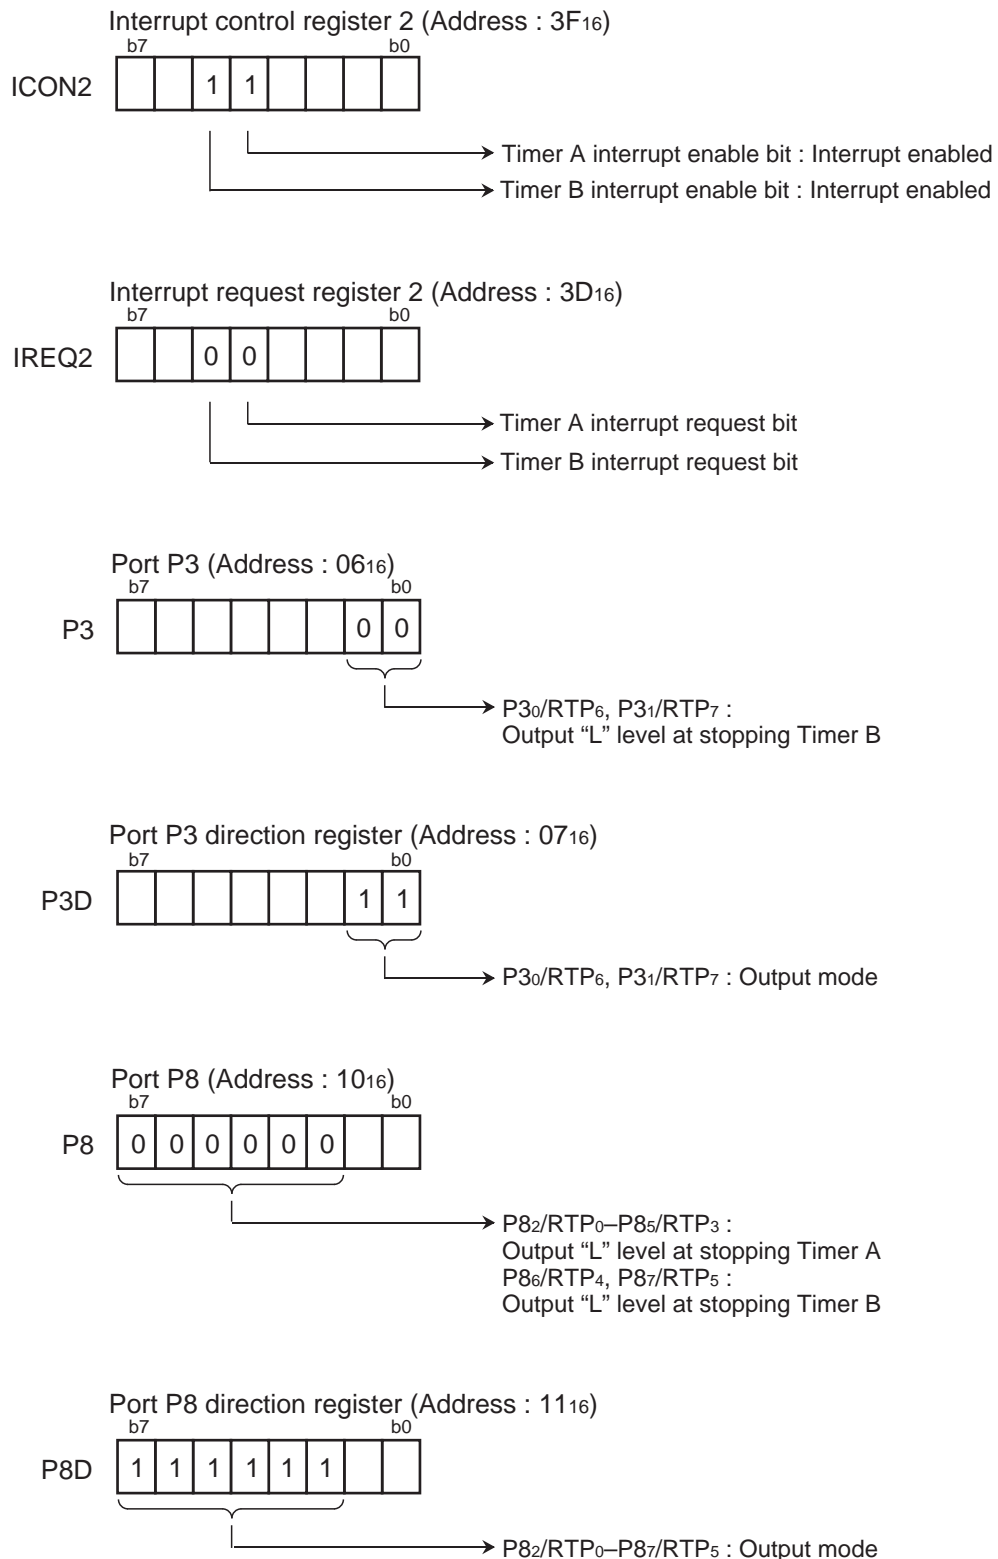 Interrupt control register 2 (Address : 3F16)
b7 b0
ICON2 1 1
Timer A interrupt enable bit : Interrupt enabled
Timer B interrupt enable bit : Interrupt enabled
Interrupt request register 2 (Address : 3D16)
b7 b0
IREQ2 0 0
Timer A interrupt request bit
Timer B interrupt request bit
Port P3 (Address : 0616)
b7 b0
P3 0 0
P30/RTP6, P31/RTP7 :
Output “L” level at stopping Timer B
Port P3 direction register (Address : 0716)
b7 b0
P3D 1 1
P30/RTP6, P31/RTP7 : Output mode
Port P8 (Address : 1016)
b7 b0
P8 0 0 0 0 0 0
P82/RTP0–P85/RTP3 :
Output “L” level at stopping Timer A
P86/RTP4, P87/RTP5 :
Output “L” level at stopping Timer B
Port P8 direction register (Address : 1116)
b7 b0
P8D 1 1 1 1 1 1
P82/RTP0–P87/RTP5 : Output mode